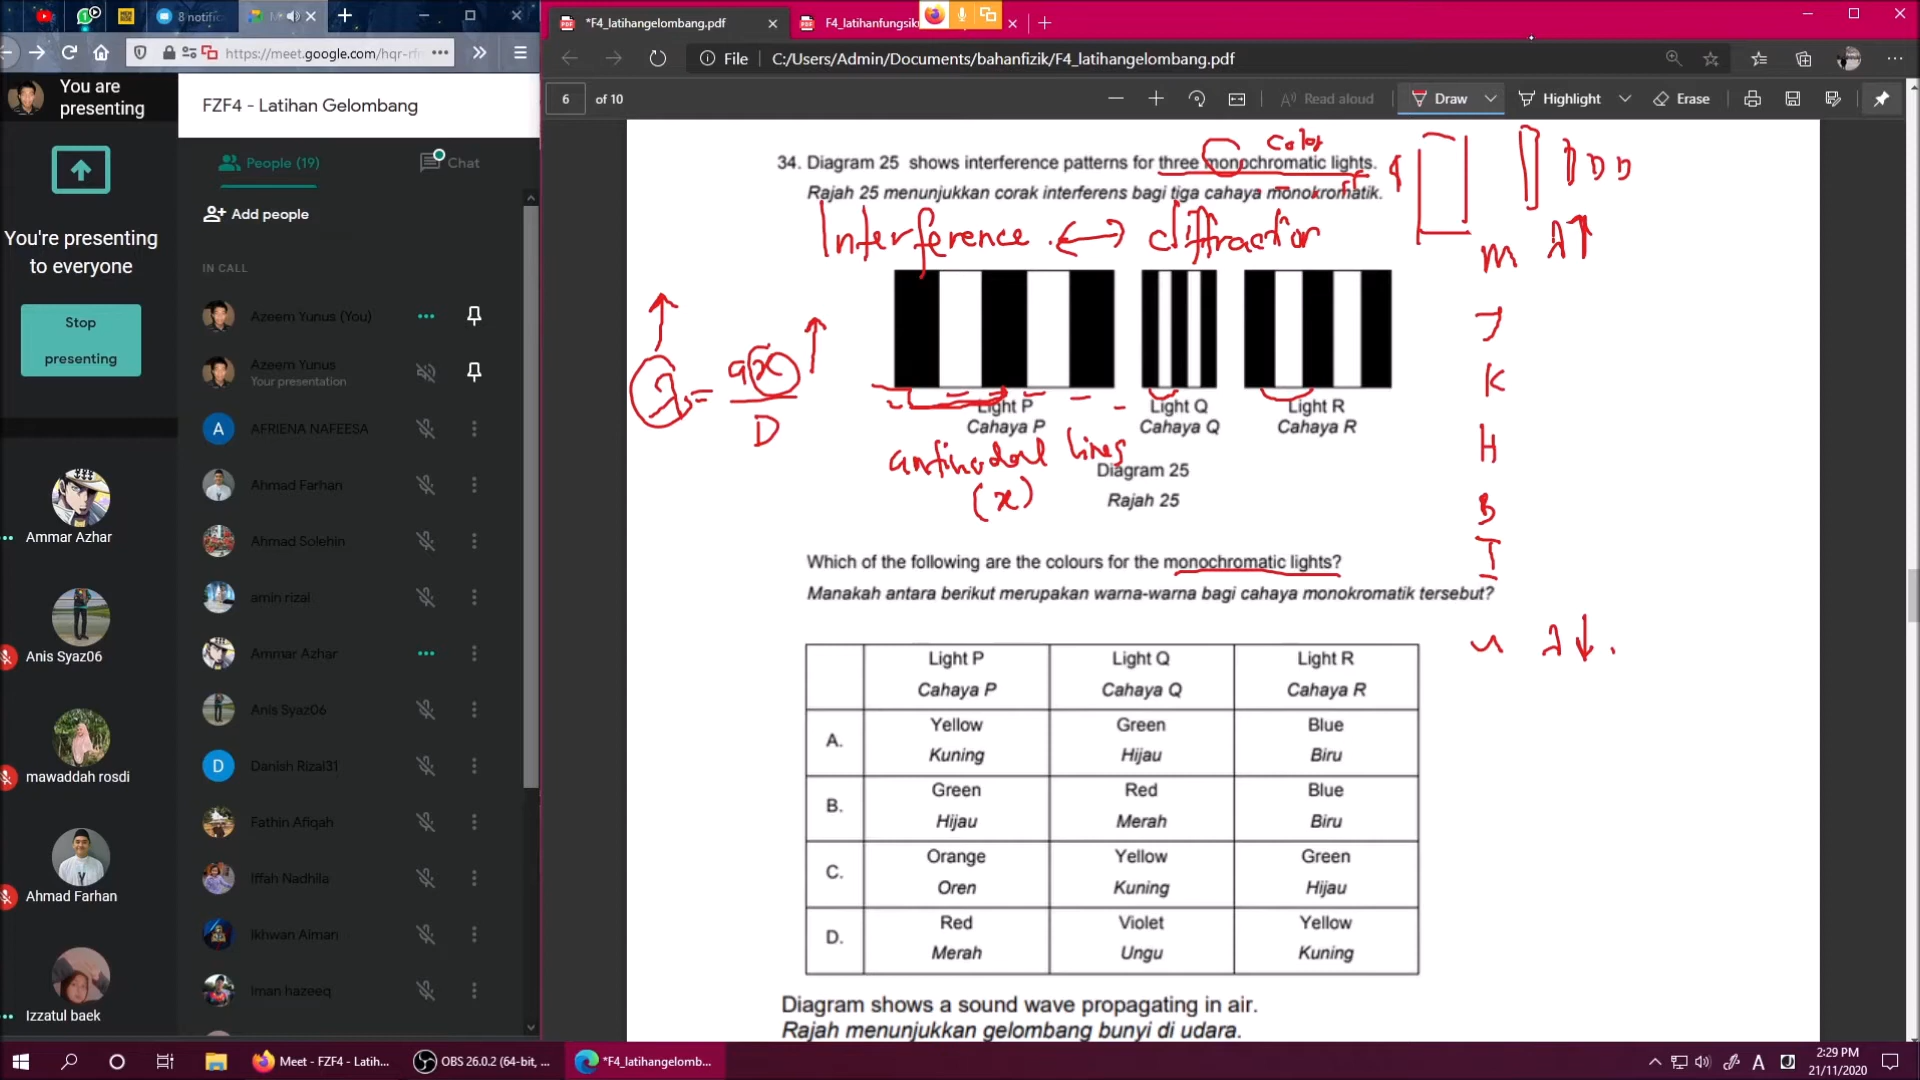 8 notific
https://meet.google.com/hqr-rf
*F4_latihangelombang.pdf
F4_latihanfungsiku
File C:/Users/Admin/Documents/bahanfizik/F4_latihangelombang.pdf
6 of 10
Read aloud
Draw
Highlight
Erase
You are
presenting
You're presenting
to everyone
Stop
presenting
Ammar Azhar
Anis Syaz06
mawaddah rosdi
Ahmad Farhan
Izzatul baek
FZF4 - Latihan Gelombang
People (19)
Chat
Add people
IN CALL
Azeem Yunus (You)
Azeem Yunus
Your presentation
AFRIENA NAFEESA
Ahmad Farhan
Ahmad Solehin
amin rizal
Ammar Azhar
Anis Syaz06
Danish Rizal31
Fathin Afiqah
Iffah Nadhila
Ikhwan Aiman
Iman hazeeq
color
34. Diagram 25 shows interference patterns for three monochromatic lights.
Rajah 25 menunjukkan corak interferens bagi tiga cahaya monokromatik.
Interference ↔ diffraction
λ = ax
D
Light P
Cahaya P
Light Q
Cahaya Q
Light R
Cahaya R
antinodal lines
(x)
Diagram 25
Rajah 25
M λ↑
J
K
H
B
I
u λ↓
Which of the following are the colours for the monochromatic lights?
Manakah antara berikut merupakan warna-warna bagi cahaya monokromatik tersebut?
Light P Light Q Light R
Cahaya P Cahaya Q Cahaya R
A. Yellow Green Blue
Kuning Hijau Biru
B. Green Red Blue
Hijau Merah Biru
C. Orange Yellow Green
Oren Kuning Hijau
D. Red Violet Yellow
Merah Ungu Kuning
Diagram shows a sound wave propagating in air.
Rajah menunjukkan gelombang bunyi di udara.
Meet - FZF4 - Latih...
OBS 26.0.2 (64-bit, ...
*F4_latihangelomb...
A
2:29 PM
21/11/2020